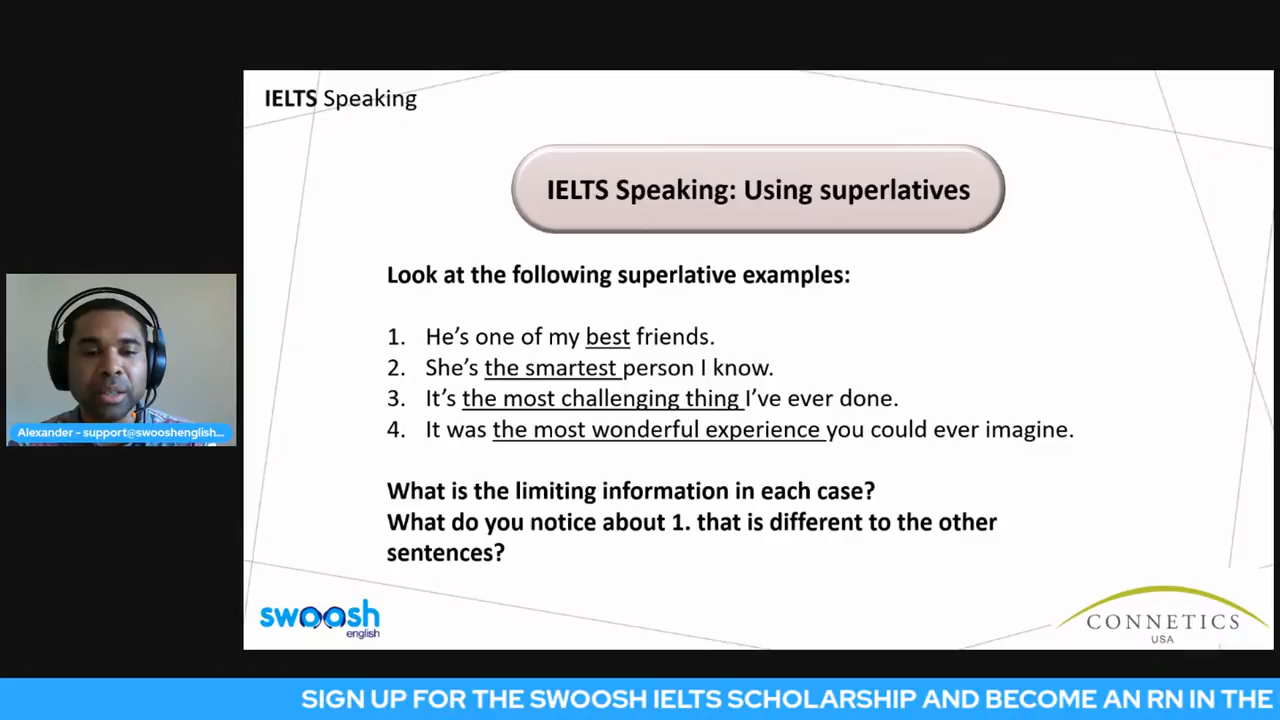 IELTS Speaking
IELTS Speaking: Using superlatives
Look at the following superlative examples:
1. He’s one of my best friends.
2. She’s the smartest person I know.
3. It’s the most challenging thing I’ve ever done.
4. It was the most wonderful experience you could ever imagine.
What is the limiting information in each case?
What do you notice about 1. that is different to the other
sentences?
Alexander - support@swooshenglish...
swoosh
english
CONNETICS
USA
SIGN UP FOR THE SWOOSH IELTS SCHOLARSHIP AND BECOME AN RN IN THE